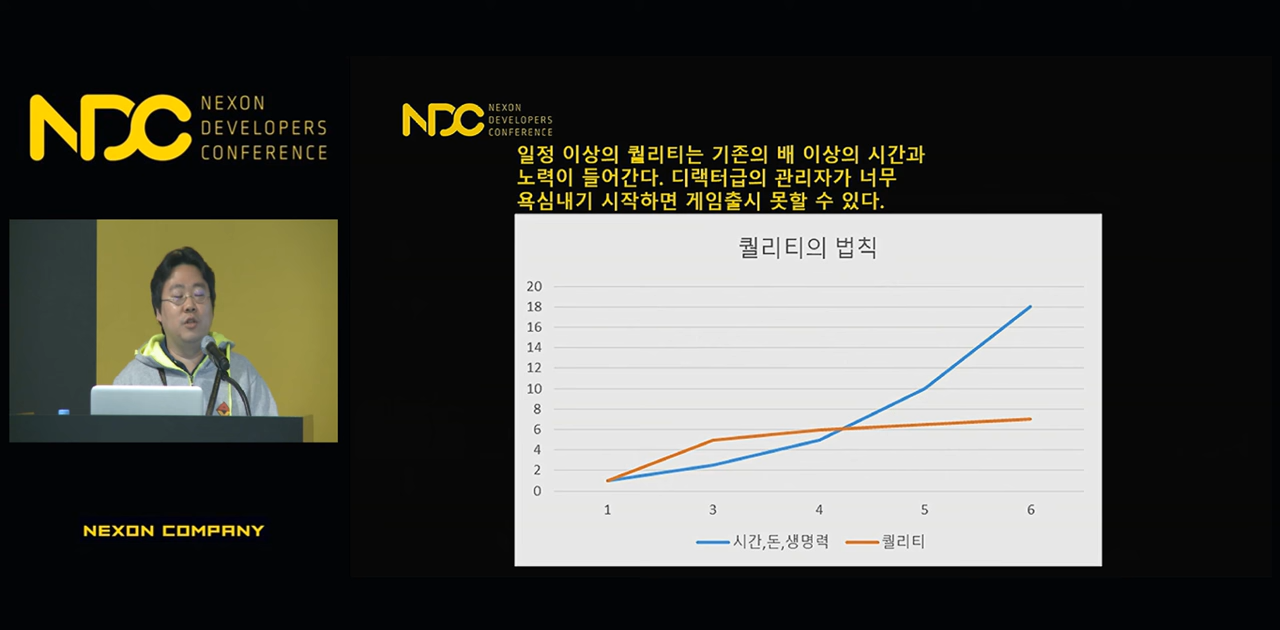 NDC NEXON
DEVELOPERS
CONFERENCE
NEXON COMPANY
NDC NEXON
DEVELOPERS
CONFERENCE
일정 이상의 퀄리티는 기존의 배 이상의 시간과
노력이 들어간다. 디랙터급의 관리자가 너무
욕심내기 시작하면 게임출시 못할 수 있다.
퀄리티의 법칙
20
18
16
14
12
10
8
6
4
2
0
1 3 4 5 6
시간,돈,생명력 퀄리티